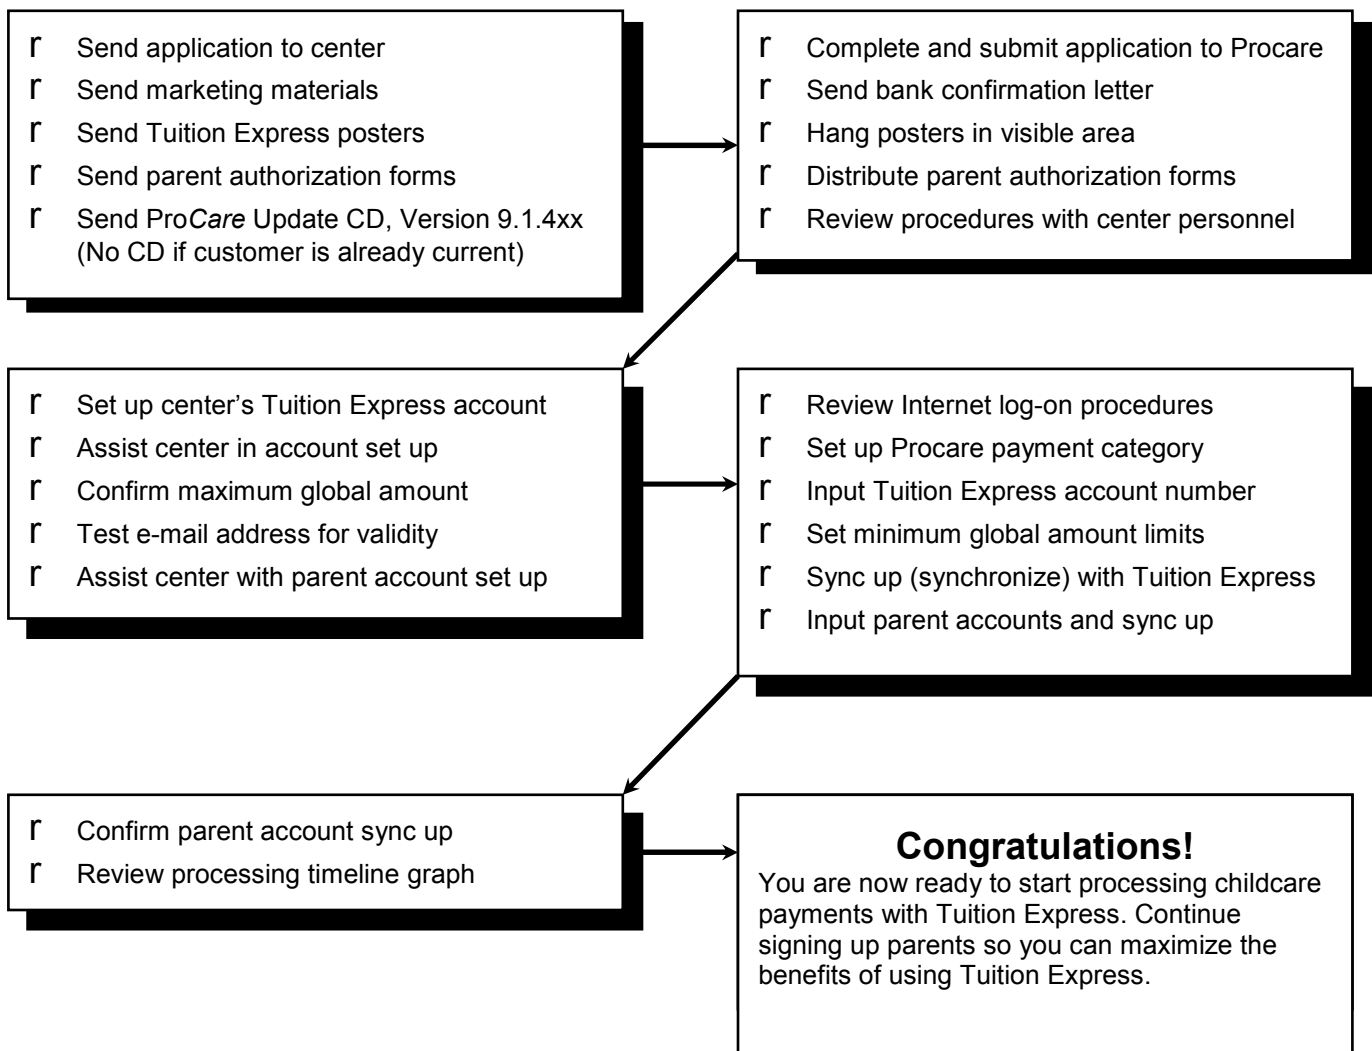 r Send application to center
r Send marketing materials
r Send Tuition Express posters
r Send parent authorization forms
r Send ProCare Update CD, Version 9.1.4xx
(No CD if customer is already current)
r Complete and submit application to Procare
r Send bank confirmation letter
r Hang posters in visible area
r Distribute parent authorization forms
r Review procedures with center personnel
r Set up center’s Tuition Express account
r Assist center in account set up
r Confirm maximum global amount
r Test e-mail address for validity
r Assist center with parent account set up
r Review Internet log-on procedures
r Set up Procare payment category
r Input Tuition Express account number
r Set minimum global amount limits
r Sync up (synchronize) with Tuition Express
r Input parent accounts and sync up
r Confirm parent account sync up
r Review processing timeline graph
Congratulations!
You are now ready to start processing childcare
payments with Tuition Express. Continue
signing up parents so you can maximize the
benefits of using Tuition Express.